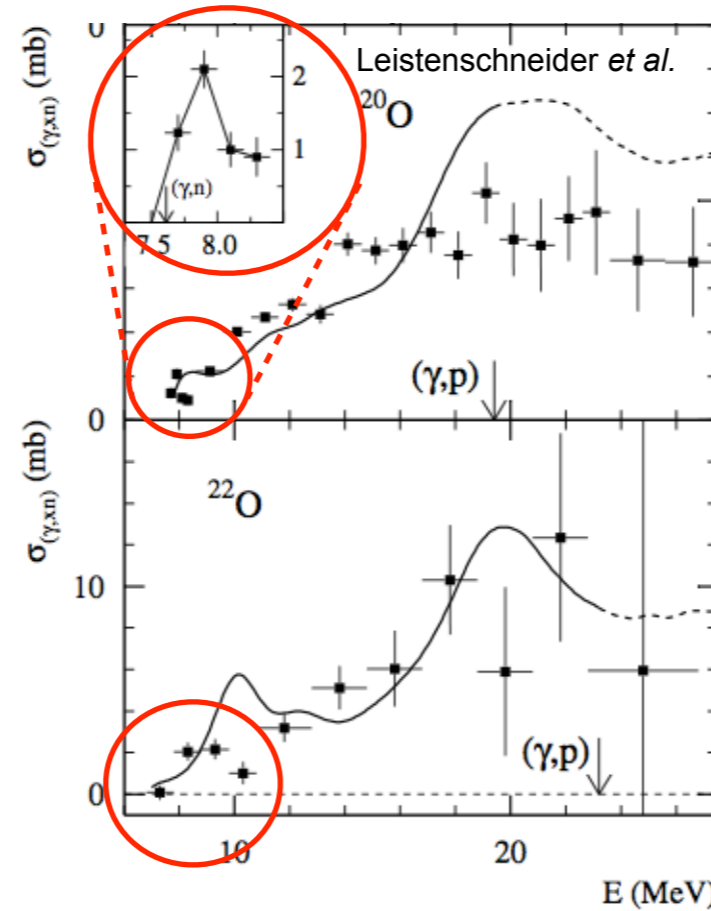 0
σ(γ,xn) (mb)
Leistenschneider et al.
20O
2
1
(γ,n)
7.5 8.0
(γ,p)
0
σ(γ,xn) (mb)
22O
10
(γ,p)
0
10 20
E (MeV)